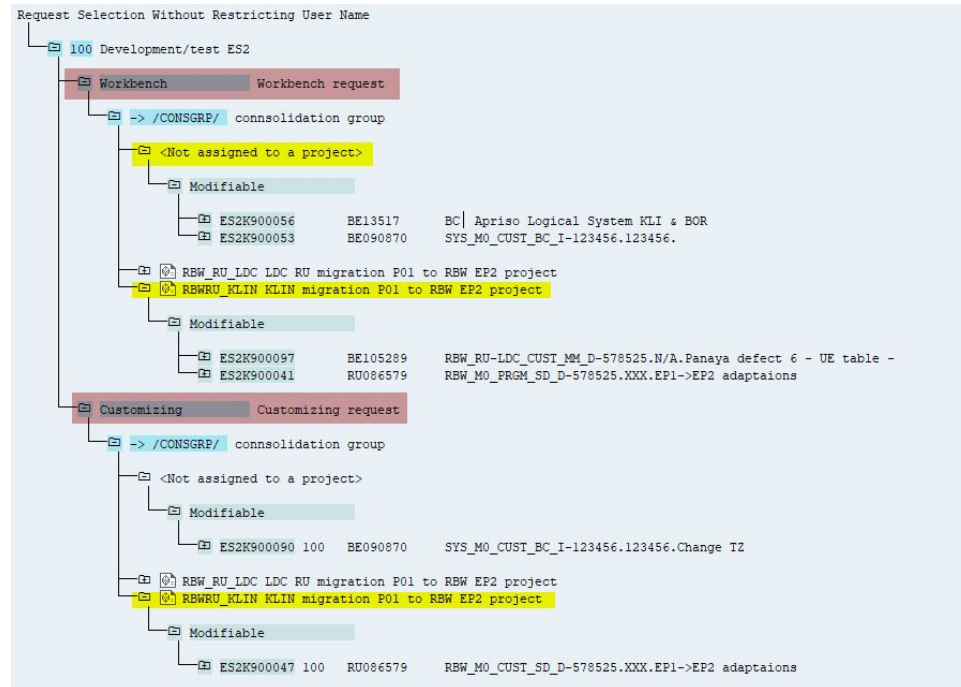 Request Selection Without Restricting User Name
100 Development/test ES2
Workbench Workbench request
-> /CONSGRP/ connsolidation group
<Not assigned to a project>
Modifiable
ES2K900056 BE13517 BC| Apriso Logical System KLI & BOR
ES2K900053 BE090870 SYS_M0_CUST_BC_I-123456.123456.
RBW_RU_LDC LDC RU migration P01 to RBW EP2 project
RBWRU_KLIN KLIN migration P01 to RBW EP2 project
Modifiable
ES2K900097 BE105289 RBW_RU-LDC_CUST_MM_D-578525.N/A.Panaya defect 6 - UE table -
ES2K900041 RU086579 RBW_M0_PRGM_SD_D-578525.XXX.EP1->EP2 adaptaions
Customizing Customizing request
-> /CONSGRP/ connsolidation group
<Not assigned to a project>
Modifiable
ES2K900090 100 BE090870 SYS_M0_CUST_BC_I-123456.123456.Change TZ
RBW_RU_LDC LDC RU migration P01 to RBW EP2 project
RBWRU_KLIN KLIN migration P01 to RBW EP2 project
Modifiable
ES2K900047 100 RU086579 RBW_M0_CUST_SD_D-578525.XXX.EP1->EP2 adaptaions